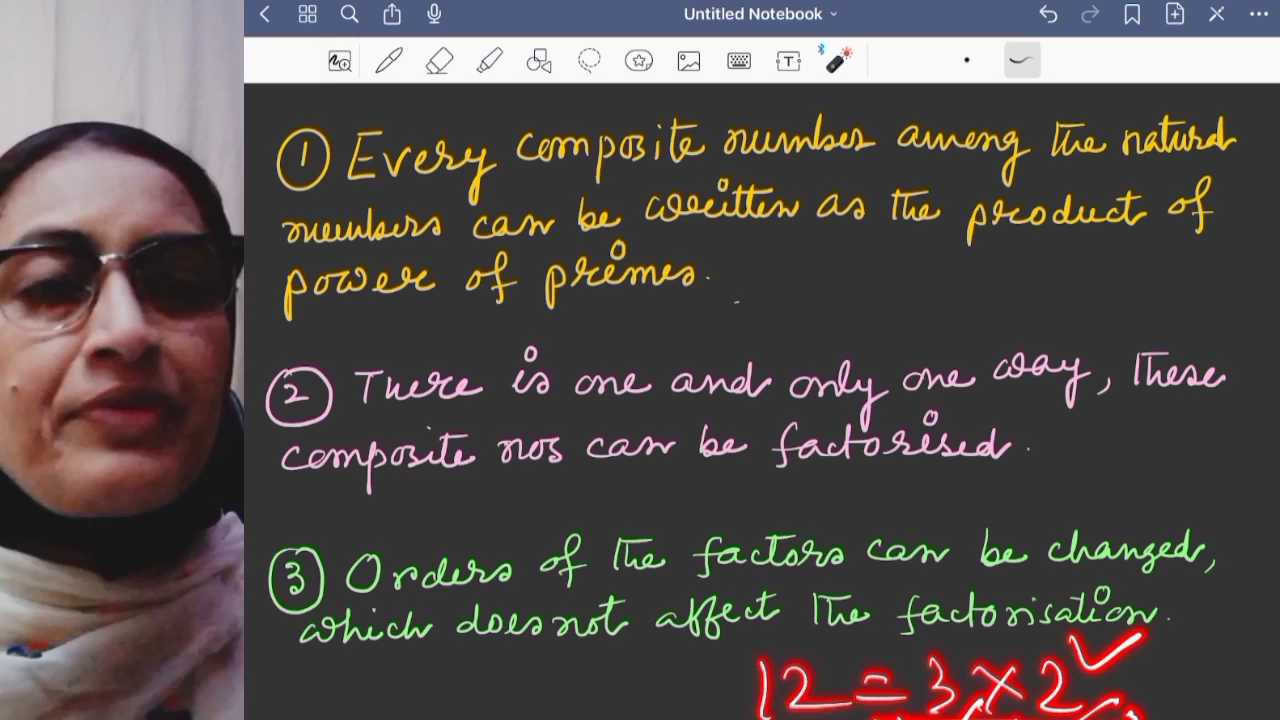 Untitled Notebook
① Every composite number among the natural
numbers can be written as the product of
power of primes.
② There is one and only one way, these
composite nos can be factorised.
③ Orders of the factors can be changed,
which does not affect the factorisation.
12 = 3 × 2